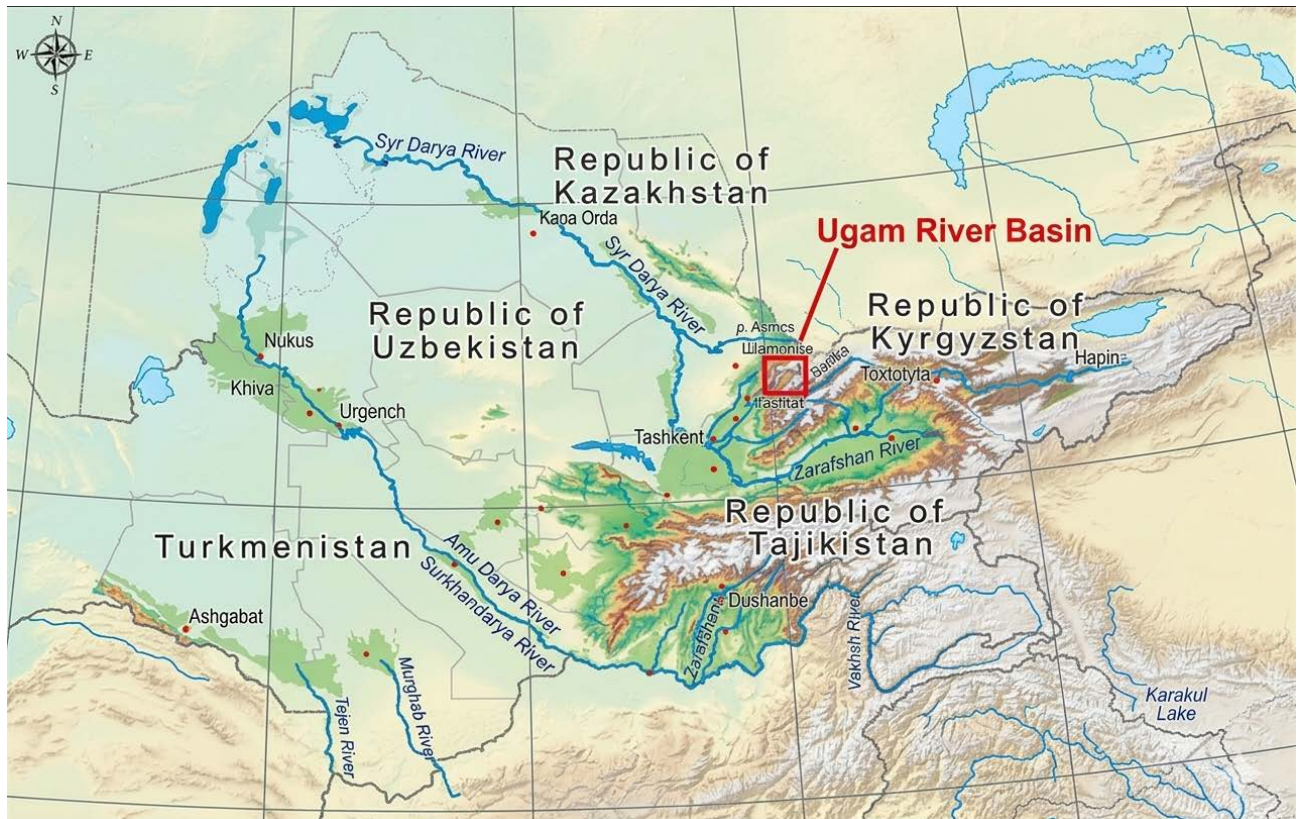 N
W
E
S
Syr Darya River
Republic of
Kazakhstan
Kapa Orda
Ugam River Basin
Syr Darya River
Republic of
Uzbekistan
Republic of
Kyrgyzstan
Nukus
p. Asmcs
Hapin
Toxtotyta
Khiva
Urgench
Tashkent
Zarafshan River
Republic of
Tajikistan
Turkmenistan
Amu Darya River
Surkhandarya River
Dushanbe
Zarafshan
Ashgabat
Vakhsh River
Murghab River
Tejen River
Karakul
Lake